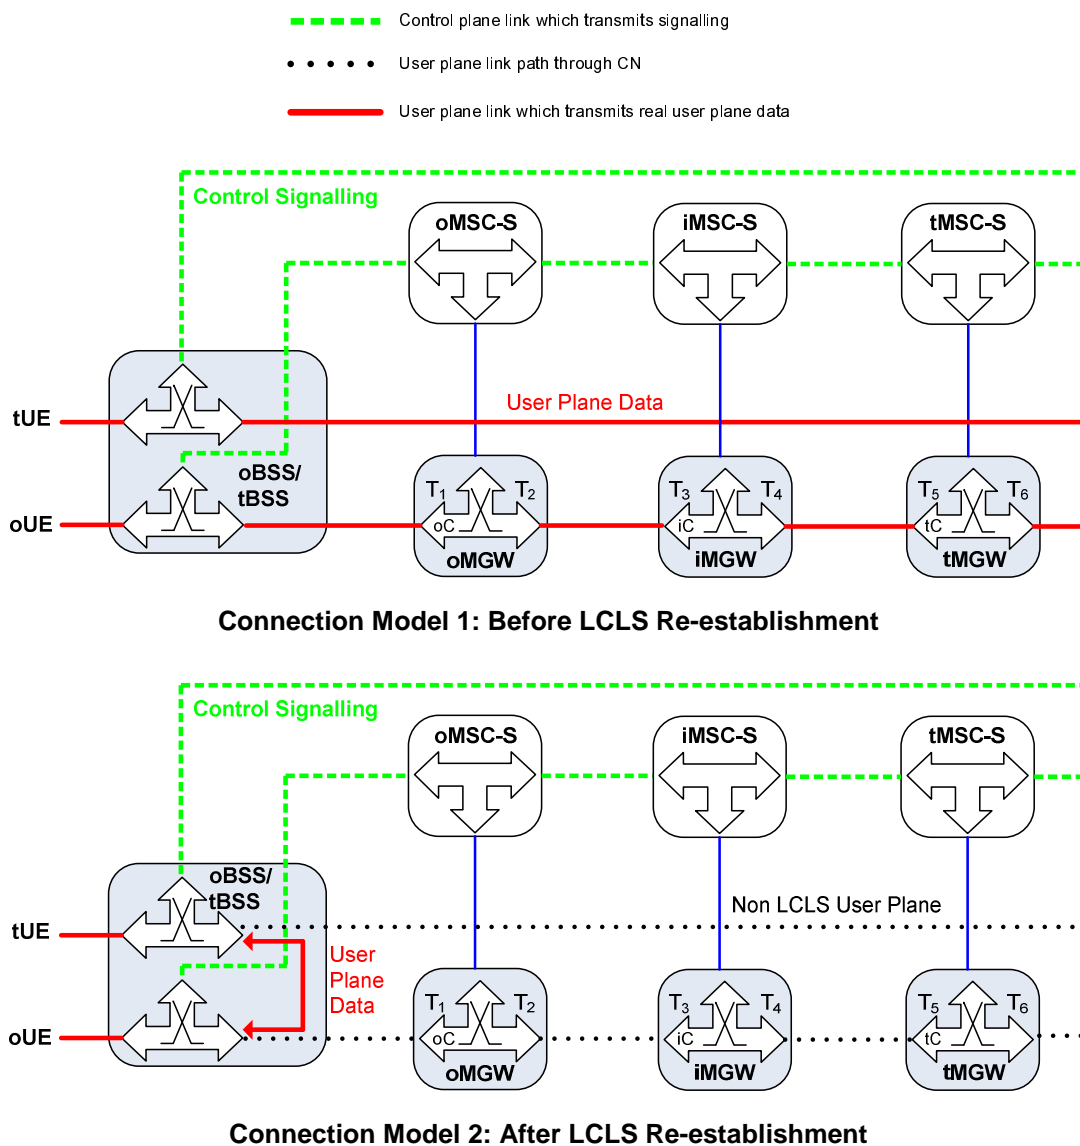 Control plane link which transmits signalling
User plane link path through CN
User plane link which transmits real user plane data
Control Signalling
oMSC-S
iMSC-S
tMSC-S
tUE
User Plane Data
oBSS/
tBSS
T1
T2
T3
T4
T5
T6
oUE
oC
iC
tC
oMGW
iMGW
tMGW
Connection Model 1: Before LCLS Re-establishment
Control Signalling
oMSC-S
iMSC-S
tMSC-S
oBSS/
tBSS
Non LCLS User Plane
tUE
User
Plane
Data
T1
T2
T3
T4
T5
T6
oUE
oC
iC
tC
oMGW
iMGW
tMGW
Connection Model 2: After LCLS Re-establishment